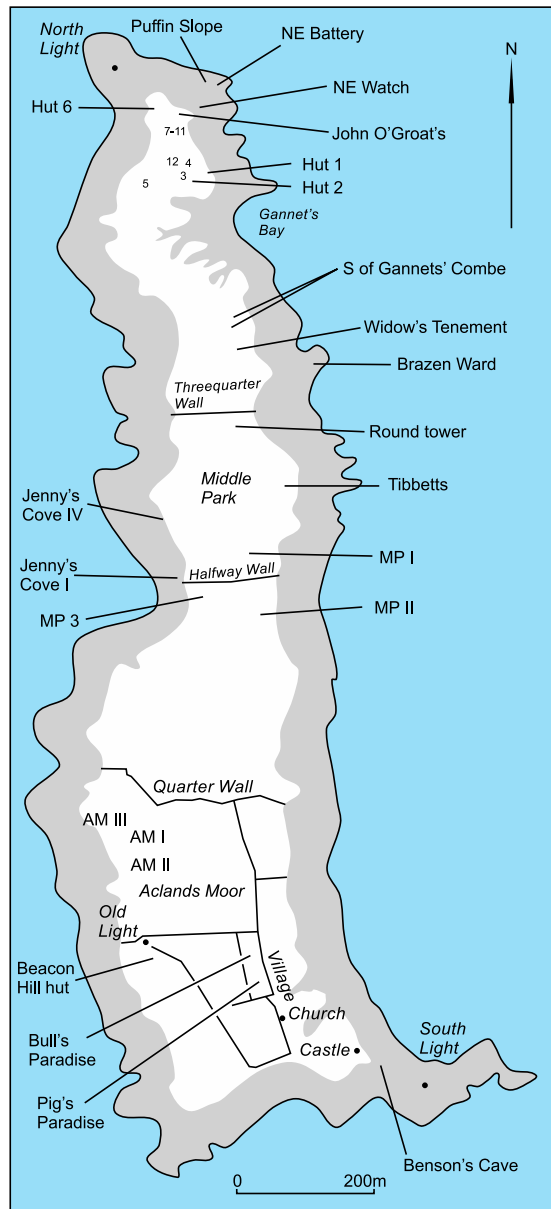 North
Light
Puffin Slope
NE Battery
N
NE Watch
Hut 6
John O’Groat’s
7-11
12 4
3
5
Hut 1
Hut 2
Gannet’s
Bay
S of Gannets’ Combe
Widow’s Tenement
Brazen Ward
Threequarter
Wall
Round tower
Middle
Park
Tibbetts
Jenny’s
Cove IV
MP I
Jenny’s
Cove I
Halfway Wall
MP 3
MP II
Quarter Wall
AM III
AM I
AM II
Aclands Moor
Old
Light
Village
Beacon
Hill hut
Church
Bull’s
Paradise
Castle
South
Light
Pig’s
Paradise
Benson’s Cave
0 200m